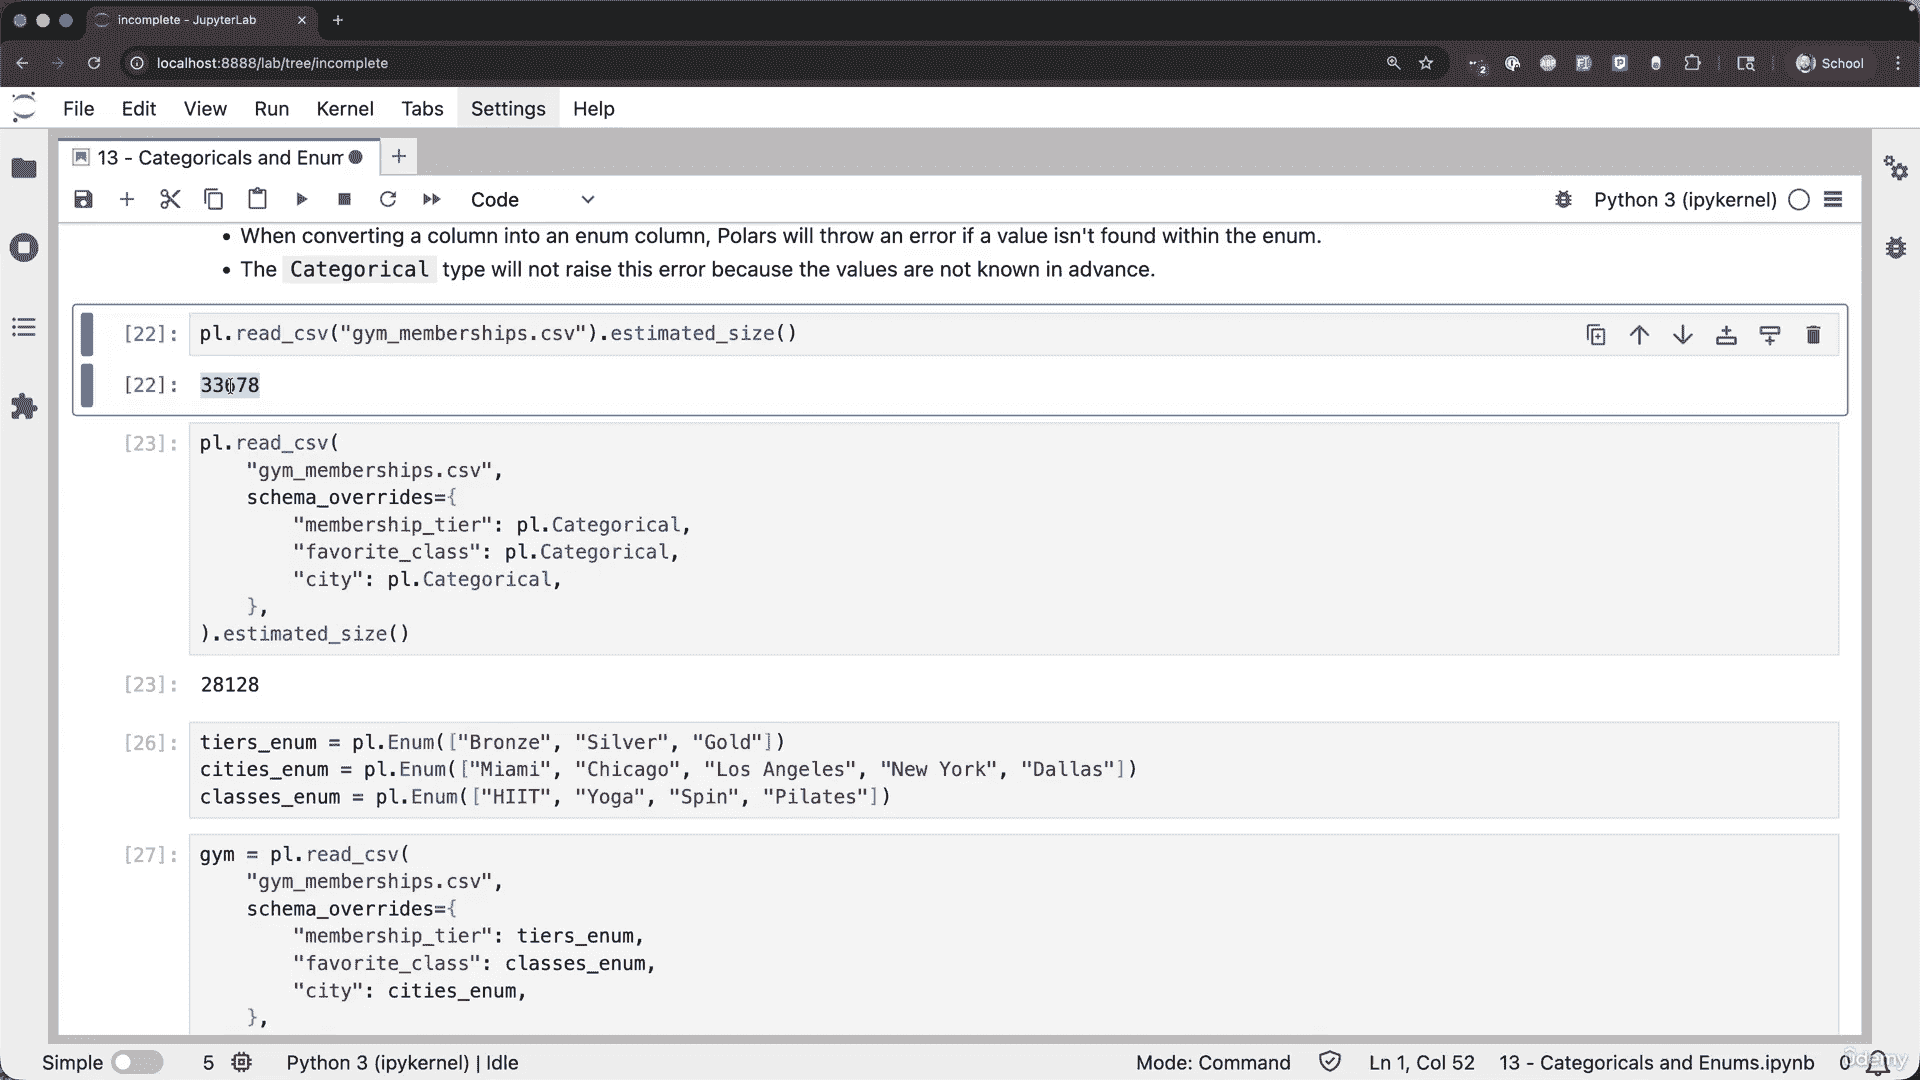 incomplete - JupyterLab
localhost:8888/lab/tree/incomplete
2
ABP
School
File Edit View Run Kernel Tabs Settings Help
13 - Categoricals and Enum
Code
Python 3 (ipykernel)
• When converting a column into an enum column, Polars will throw an error if a value isn't found within the enum.
• The Categorical type will not raise this error because the values are not known in advance.
[22]: pl.read_csv("gym_memberships.csv").estimated_size()
[22]: 33678
[23]: pl.read_csv(
"gym_memberships.csv",
schema_overrides={
"membership_tier": pl.Categorical,
"favorite_class": pl.Categorical,
"city": pl.Categorical,
},
).estimated_size()
[23]: 28128
[26]: tiers_enum = pl.Enum(["Bronze", "Silver", "Gold"])
cities_enum = pl.Enum(["Miami", "Chicago", "Los Angeles", "New York", "Dallas"])
classes_enum = pl.Enum(["HIIT", "Yoga", "Spin", "Pilates"])
[27]: gym = pl.read_csv(
"gym_memberships.csv",
schema_overrides={
"membership_tier": tiers_enum,
"favorite_class": classes_enum,
"city": cities_enum,
},
Simple 5 Python 3 (ipykernel) | Idle Mode: Command Ln 1, Col 52 13 - Categoricals and Enums.ipynb 0
udemy